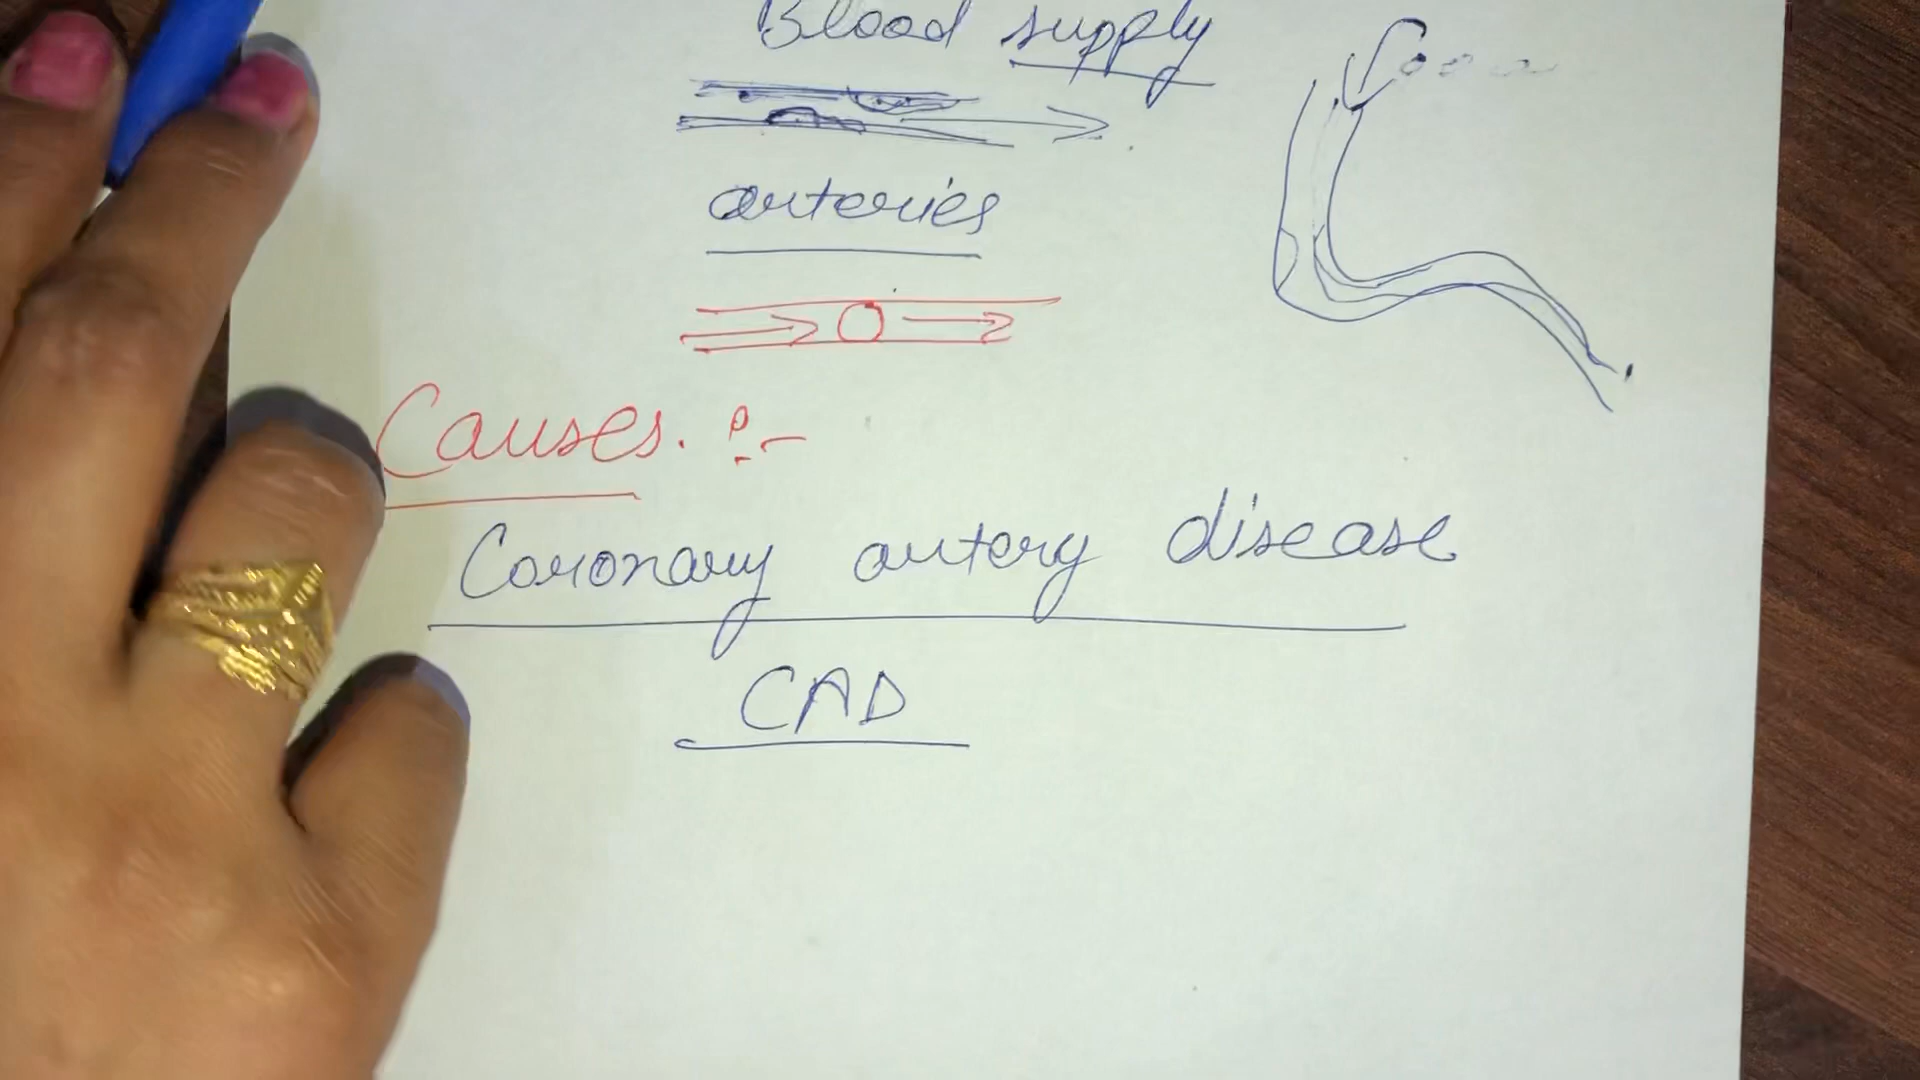 Blood supply
arteries
Causes. :-
Coronary artery disease
CAD